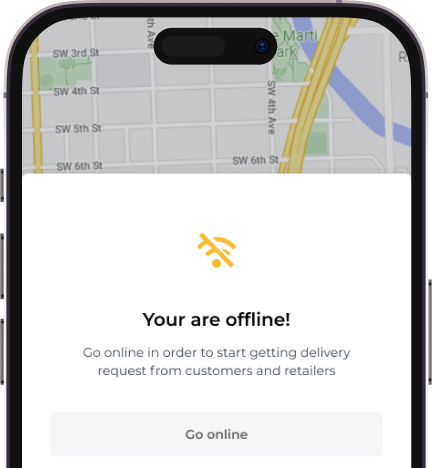 SW 3rd St
e Marti
ark
R
SW 4th St
SW 4th Ave
SW 5th St
SW 6th St
SW 6th St
Your are offline!
Go online in order to start getting delivery
request from customers and retailers
Go online